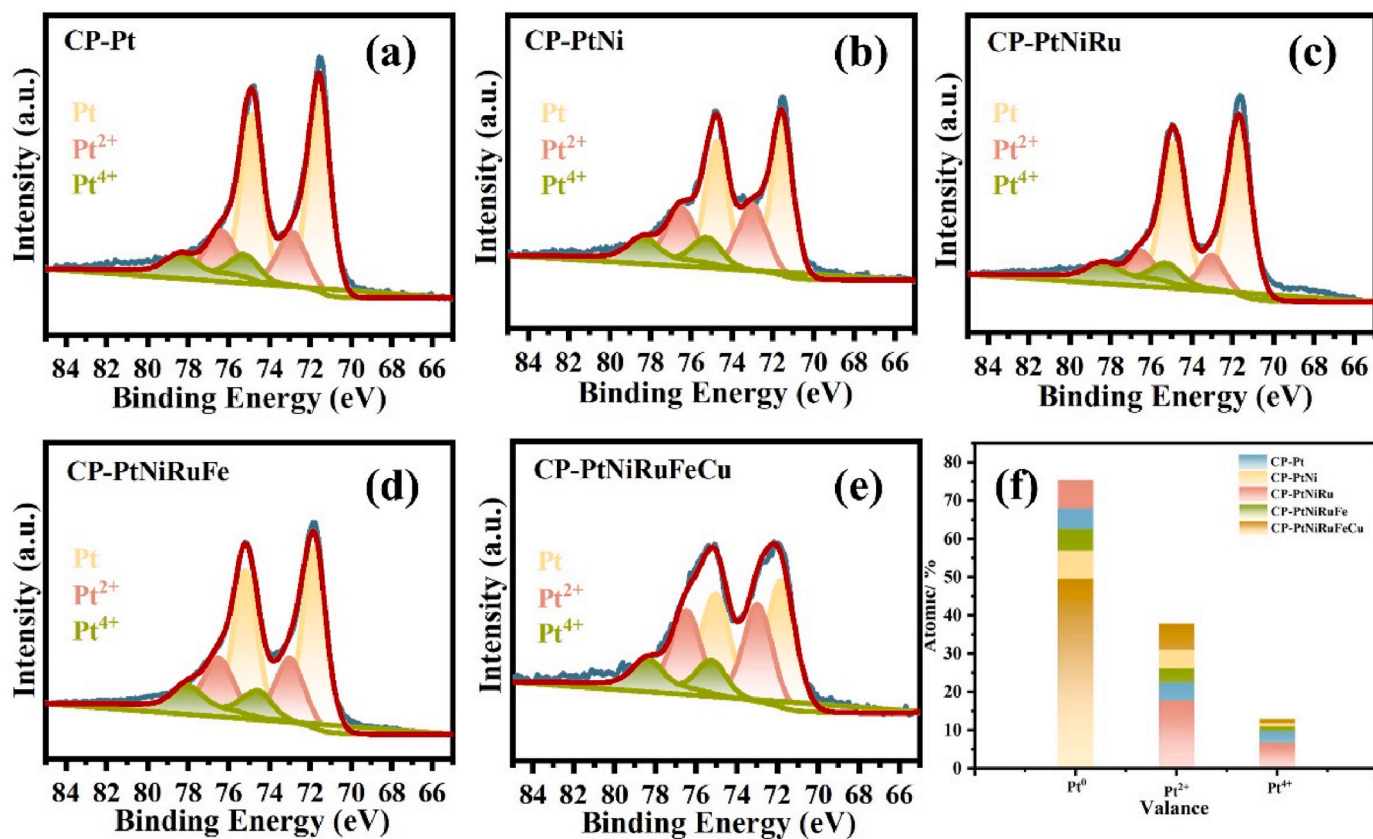 CP-Pt
(a)
Pt
Pt2+
Pt4+
Intensity (a.u.)
84 82 80 78 76 74 72 70 68 66
Binding Energy (eV)
CP-PtNi
(b)
Pt
Pt2+
Pt4+
Intensity (a.u.)
84 82 80 78 76 74 72 70 68 66
Binding Energy (eV)
CP-PtNiRu
(c)
Pt
Pt2+
Pt4+
Intensity (a.u.)
84 82 80 78 76 74 72 70 68 66
Binding Energy (eV)
CP-PtNiRuFe
(d)
Pt
Pt2+
Pt4+
Intensity (a.u.)
84 82 80 78 76 74 72 70 68 66
Binding Energy (eV)
CP-PtNiRuFeCu
(e)
Pt
Pt2+
Pt4+
Intensity (a.u.)
84 82 80 78 76 74 72 70 68 66
Binding Energy (eV)
(f)
CP-Pt
CP-PtNi
CP-PtNiRu
CP-PtNiRuFe
CP-PtNiRuFeCu
Atomic/ %
80
70
60
50
40
30
20
10
0
Pt0 Pt2+ Pt4+
Valance